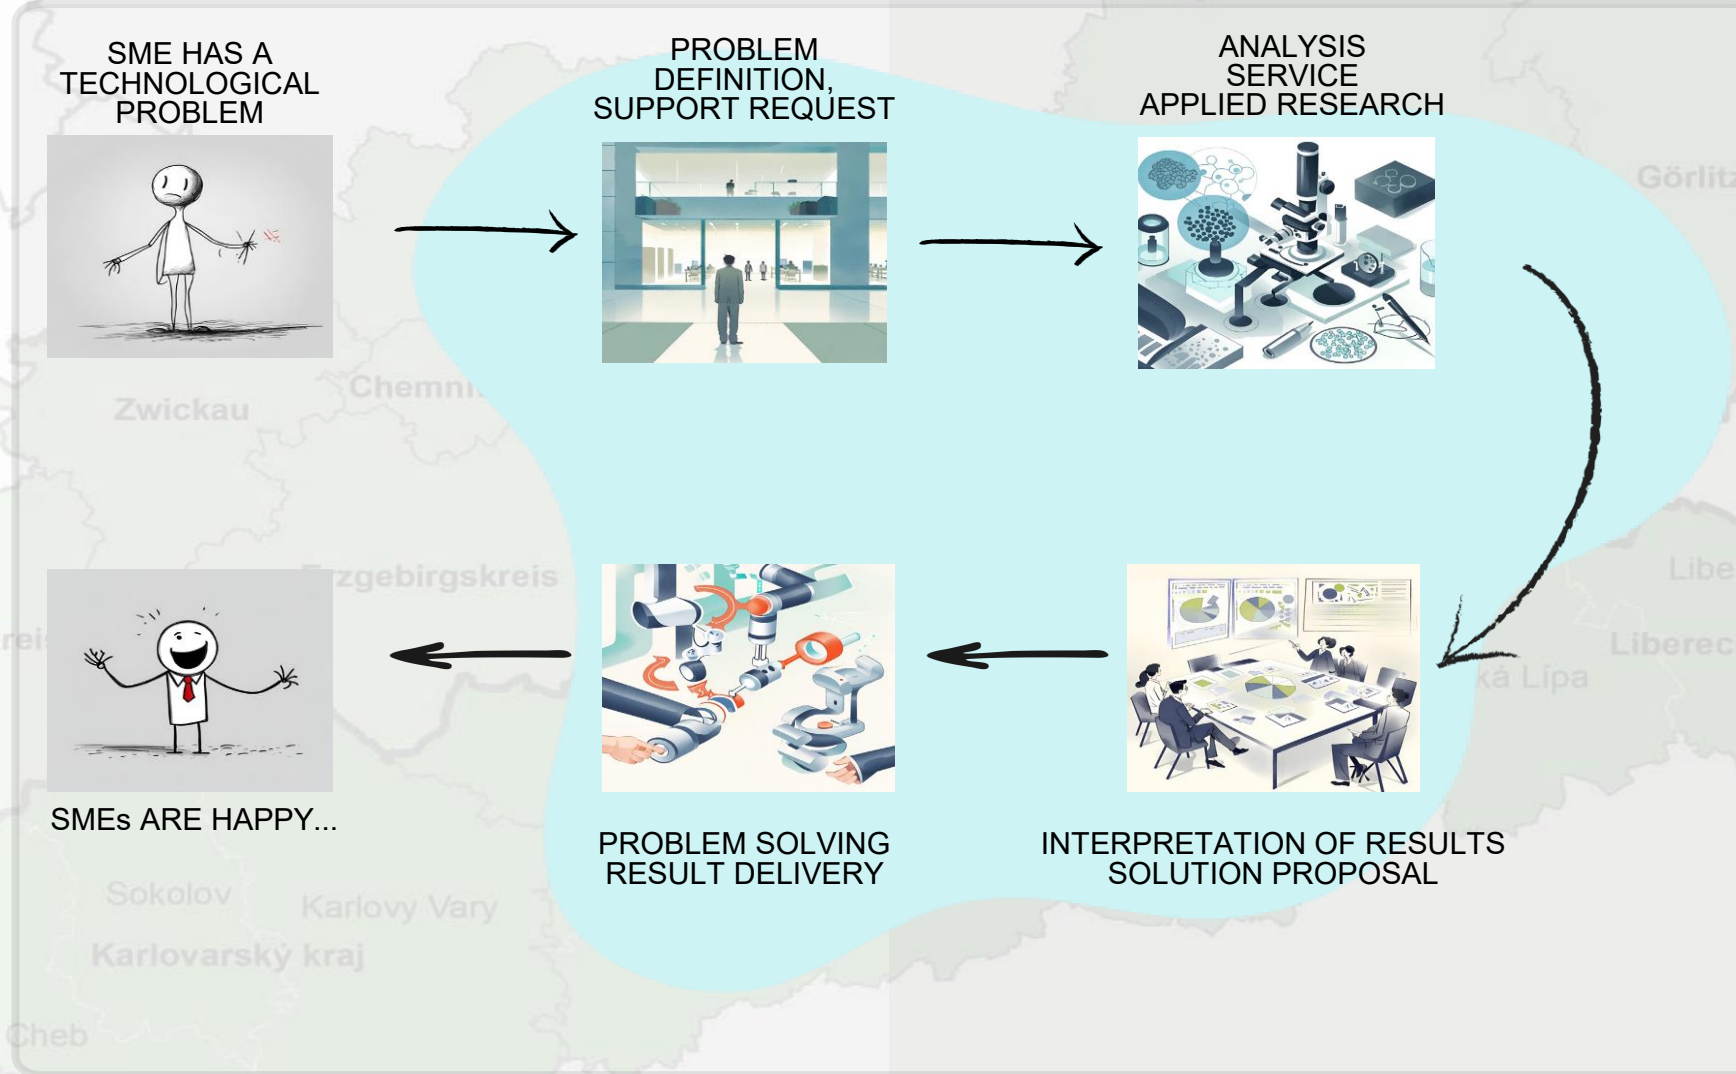 SME HAS A
TECHNOLOGICAL
PROBLEM
PROBLEM
DEFINITION,
SUPPORT REQUEST
ANALYSIS
SERVICE
APPLIED RESEARCH
Görlitz
Chemni
Zwickau
zgebirgskreis
Libe
Liberec
ká Lípa
SMEs ARE HAPPY...
PROBLEM SOLVING
RESULT DELIVERY
INTERPRETATION OF RESULTS
SOLUTION PROPOSAL
Sokolov
Karlovy Vary
Karlovarský kraj
Cheb